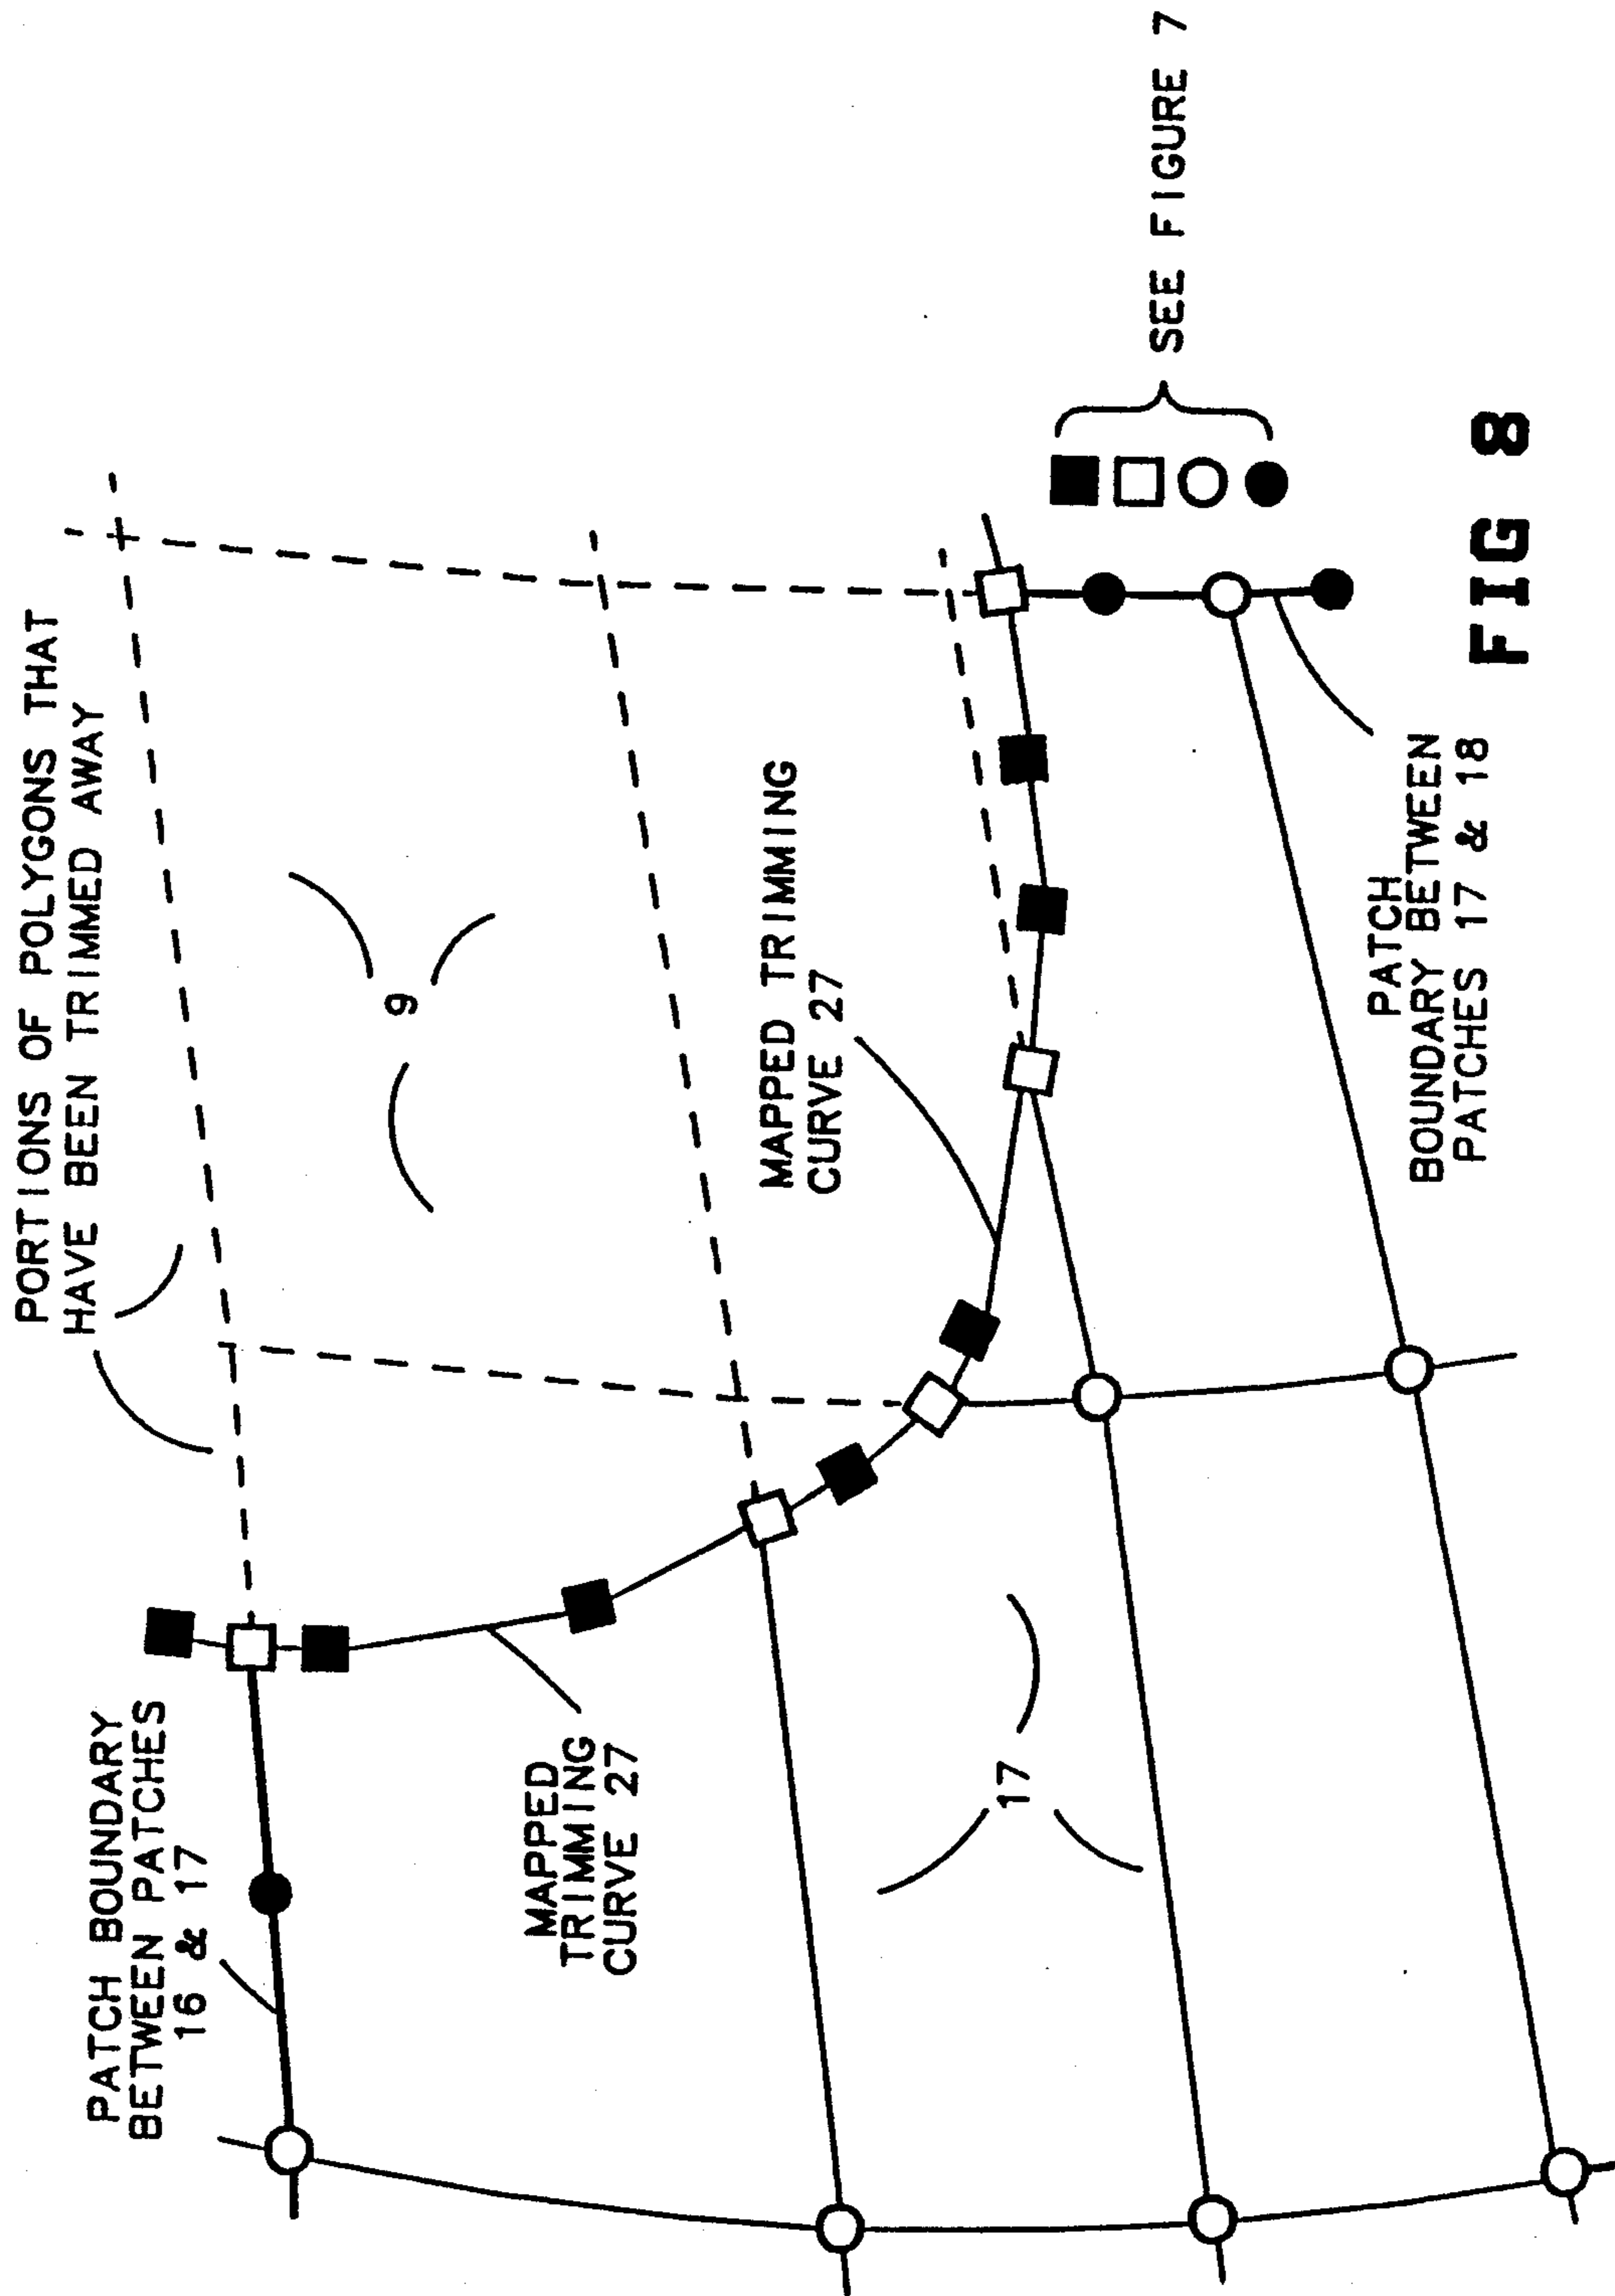 PORTIONS OF POLYGONS THAT
HAVE BEEN TRIMMED AWAY
PATCH BOUNDARY
BETWEEN PATCHES
16 & 17
9
MAPPED
TRIMMING
CURVE 27
MAPPED TRIMMING
CURVE 27
17
SEE FIGURE 7
PATCH
BOUNDARY BETWEEN
PATCHES 17 & 18
FIG 8